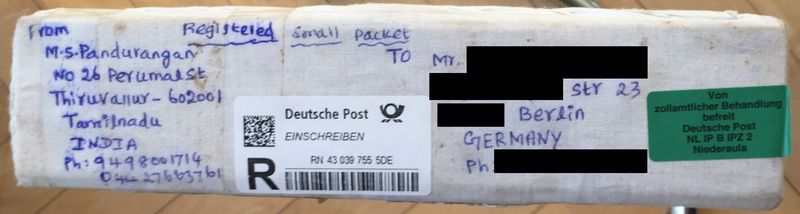 From
M.S.Pandurangan
NO 26 Perumal St
Thiruvallur - 602001
Tamilnadu
INDIA
Ph: 9498001714
044 27663761
Registered small Packet
TO
Mr.
Str 23
Berlin
GERMANY
Ph:
Deutsche Post
EINSCHREIBEN
RN 43 039 755 5DE
R
Von
zollamtlicher Behandlung
befreit
Deutsche Post
NL IP B IPZ 2
Niederaula